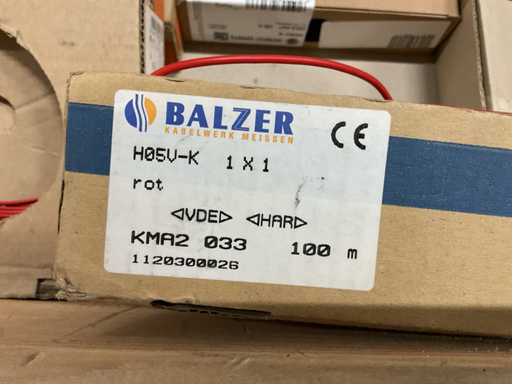 BALZER
KABELWERK MEISSEN
CE
H05V-K 1 X 1
rot
◁VDE▷ ◁HAR▷
KMA2 033 100 m
1120300026